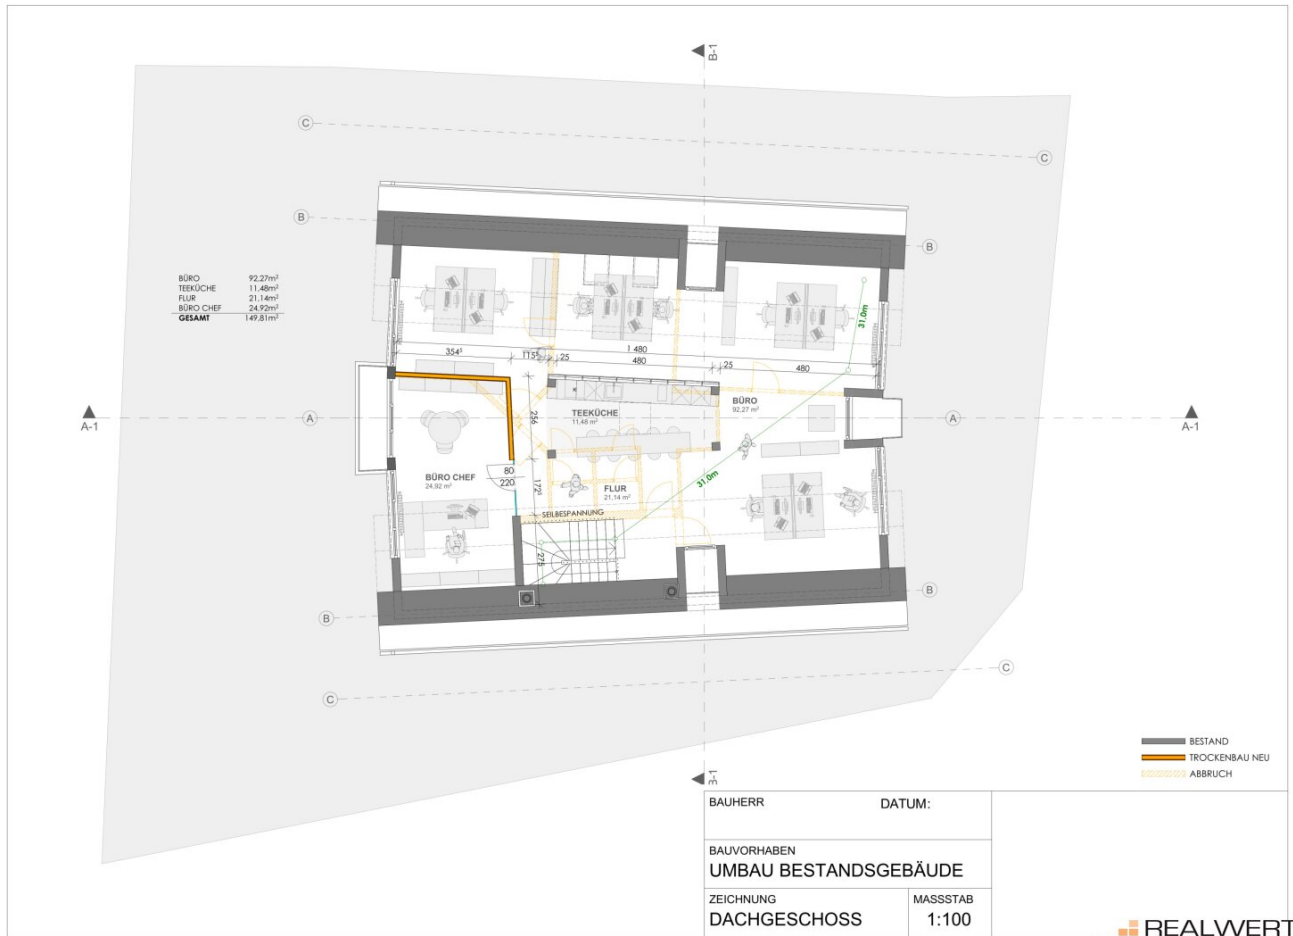 B-1
C
C
B
B
BÜRO 92,27m²
TEEKÜCHE 11,48m²
FLUR 21,14m²
BÜRO CHEF 24,92m²
GESAMT 149,81m²
31,0m
1 480
354⁵ 115⁵ 25 480 25 480
A-1
A
TEEKÜCHE
11,48 m²
256
BÜRO
92,27 m²
A
A-1
BÜRO CHEF
24,92 m²
80
220
172⁵
FLUR
21,14 m²
31,0m
SEILBESPANNUNG
275
B
B
C
C
BESTAND
TROCKENBAU NEU
ABBRUCH
B-1
BAUHERR DATUM:
BAUVORHABEN
UMBAU BESTANDSGEBÄUDE
ZEICHNUNG MASSSTAB
DACHGESCHOSS 1:100
REALWERT